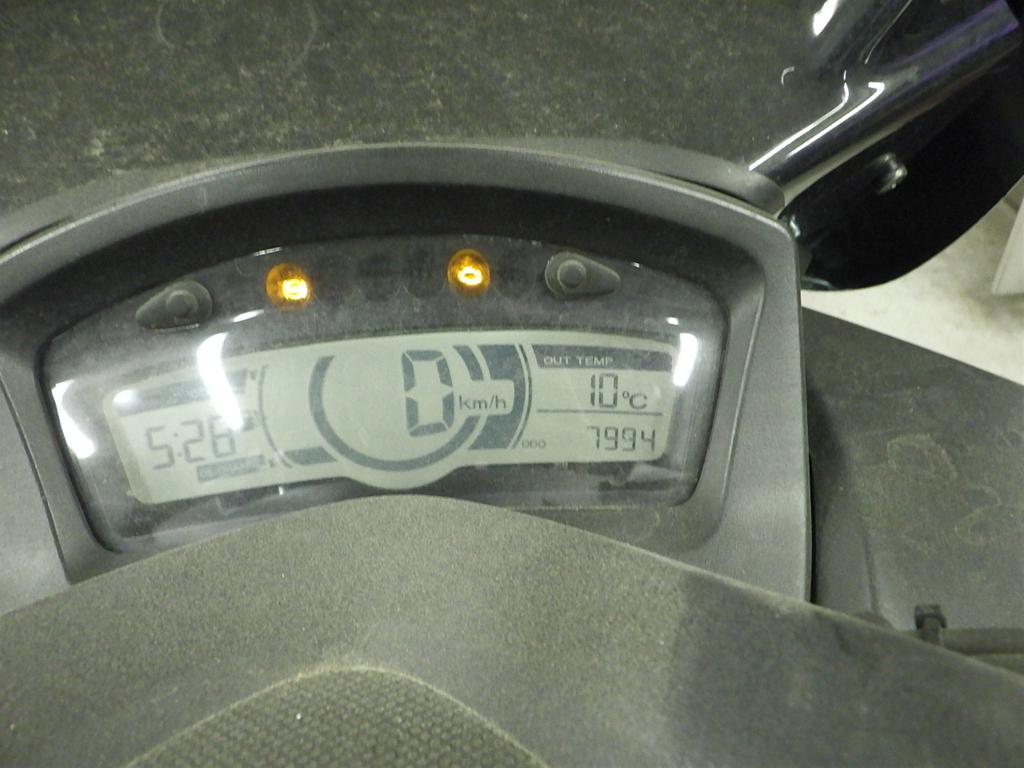 OUT TEMP
0 km/h
10°C
5:26
ODO 7994